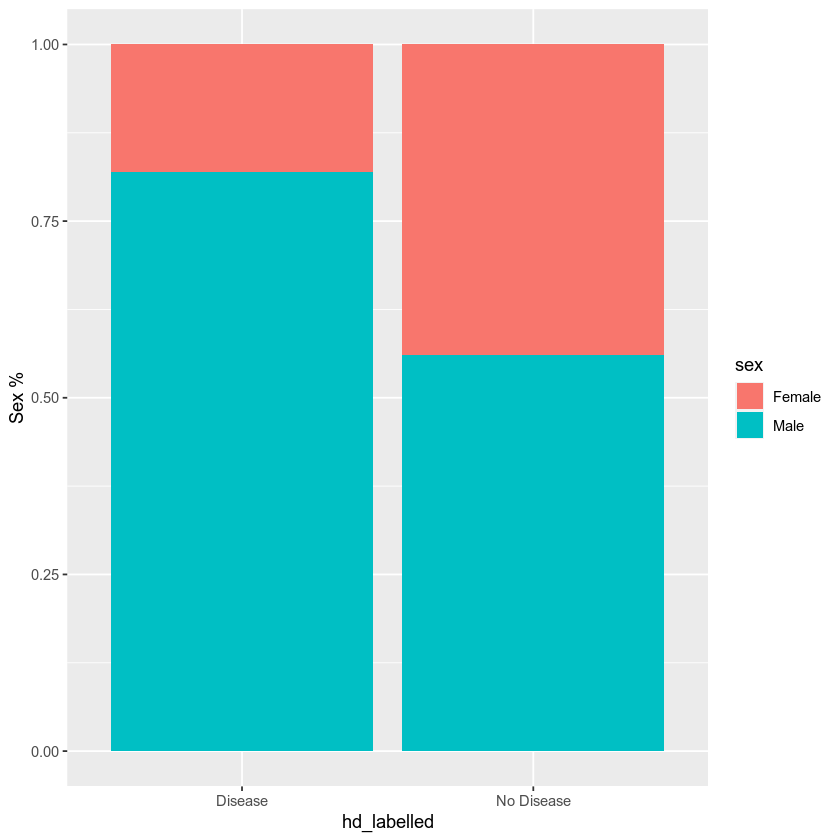 1.00
0.75
0.50
0.25
0.00
Sex %
Disease
No Disease
hd_labelled
sex
Female
Male